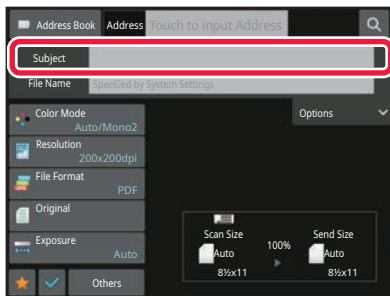 Address Book Address Touch to input Address
Subject
File Name Specified by System Settings
Options
Color Mode
Auto/Mono2
Resolution
200x200dpi
File Format
PDF
Original
Exposure
Auto
Others
Scan Size
Auto
8½x11
100%
Send Size
Auto
8½x11